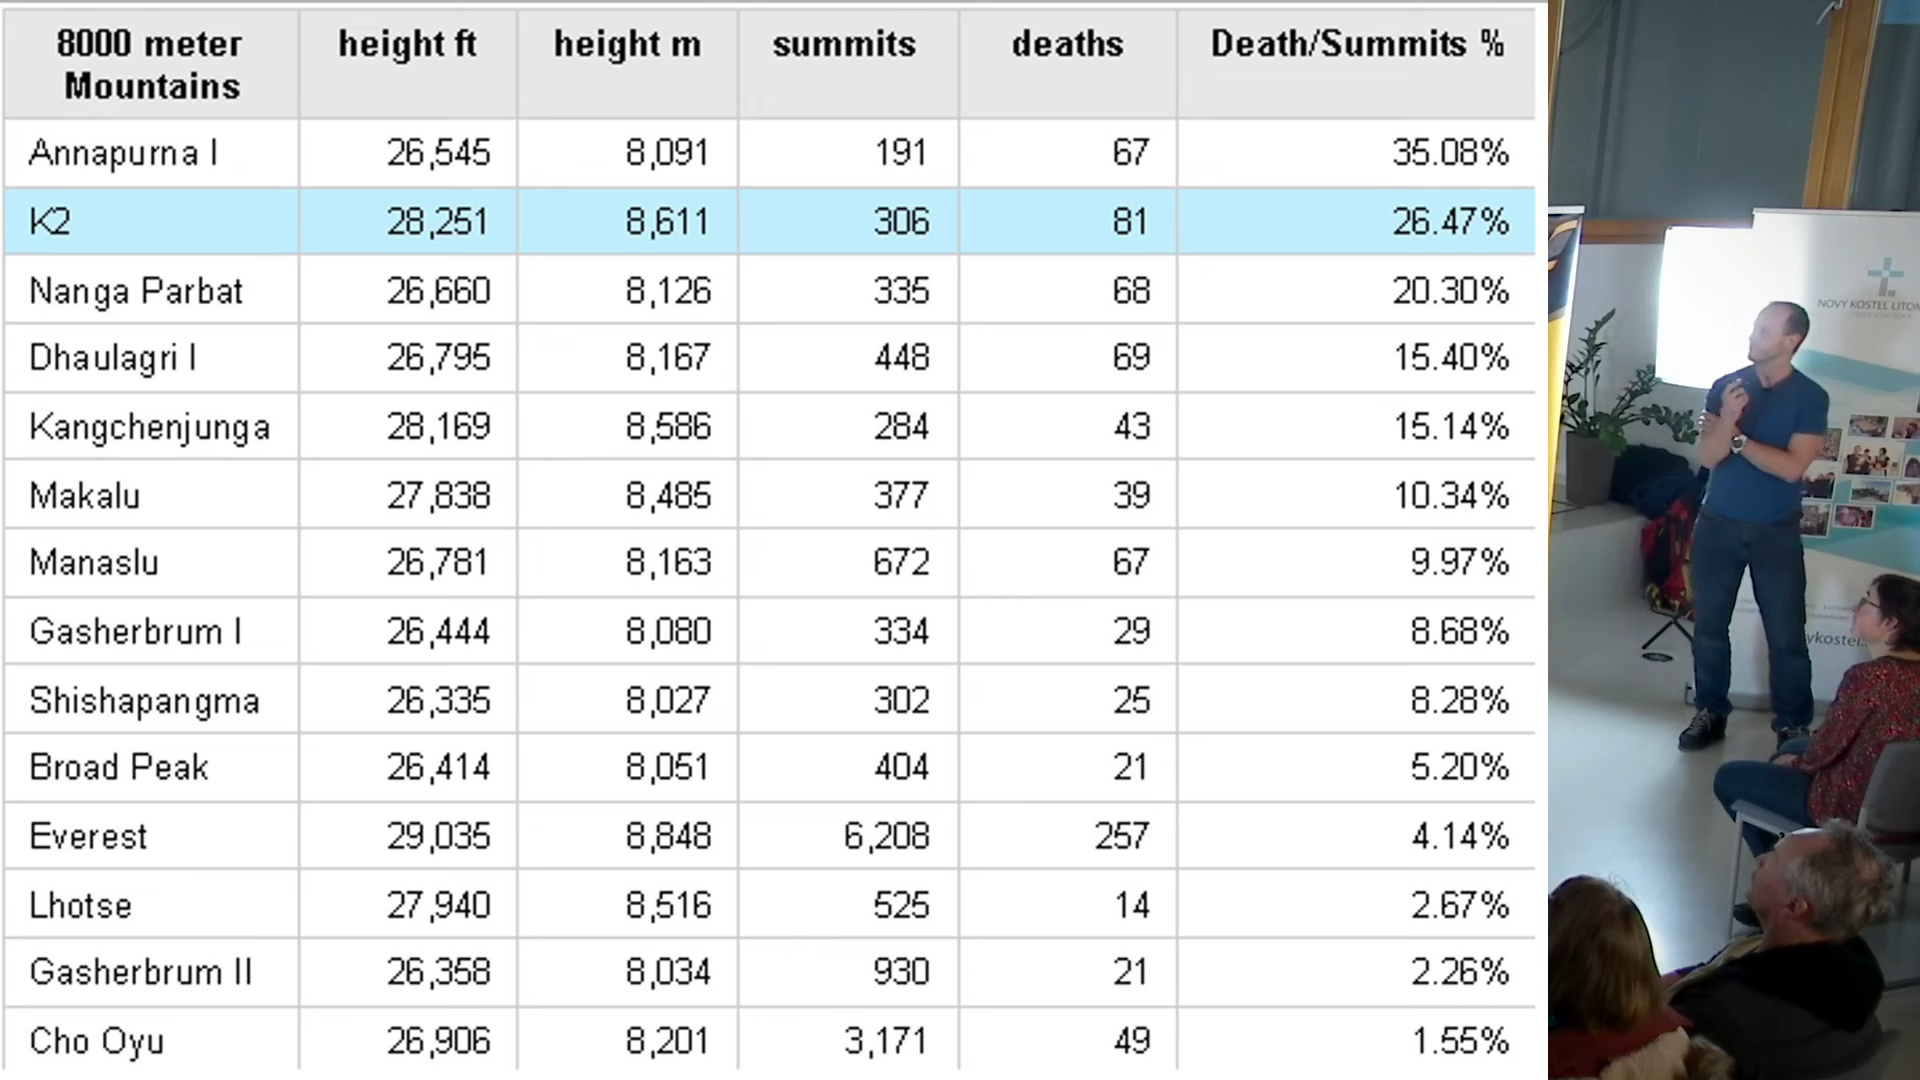 8000 meter Mountains height ft height m summits deaths Death/Summits %
Annapurna I 26,545 8,091 191 67 35.08%
K2 28,251 8,611 306 81 26.47%
Nanga Parbat 26,660 8,126 335 68 20.30%
Dhaulagri I 26,795 8,167 448 69 15.40%
Kangchenjunga 28,169 8,586 284 43 15.14%
Makalu 27,838 8,485 377 39 10.34%
Manaslu 26,781 8,163 672 67 9.97%
Gasherbrum I 26,444 8,080 334 29 8.68%
Shishapangma 26,335 8,027 302 25 8.28%
Broad Peak 26,414 8,051 404 21 5.20%
Everest 29,035 8,848 6,208 257 4.14%
Lhotse 27,940 8,516 525 14 2.67%
Gasherbrum II 26,358 8,034 930 21 2.26%
Cho Oyu 26,906 8,201 3,171 49 1.55%
NOVÝ KOSTEL LITOM
ykostel